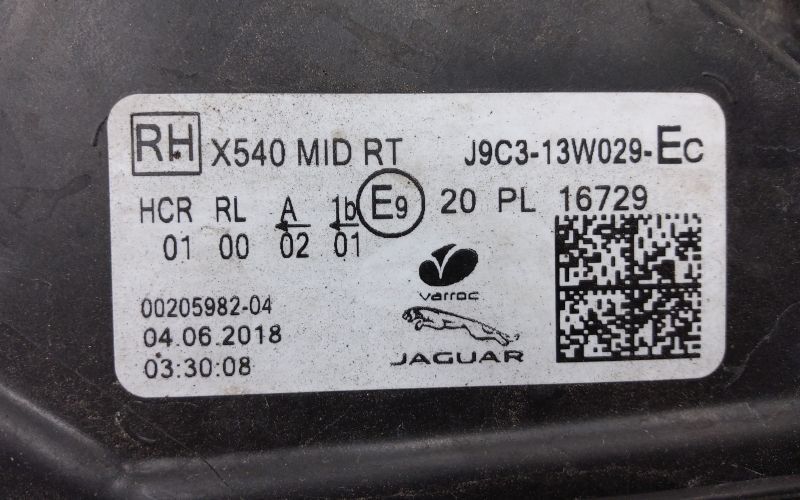 RH X540 MID RT J9C3-13W029-EC
HCR RL A 1b E9 20 PL 16729
01 00 02 01
varroc
00205982-04
04.06.2018
JAGUAR
03:30:08